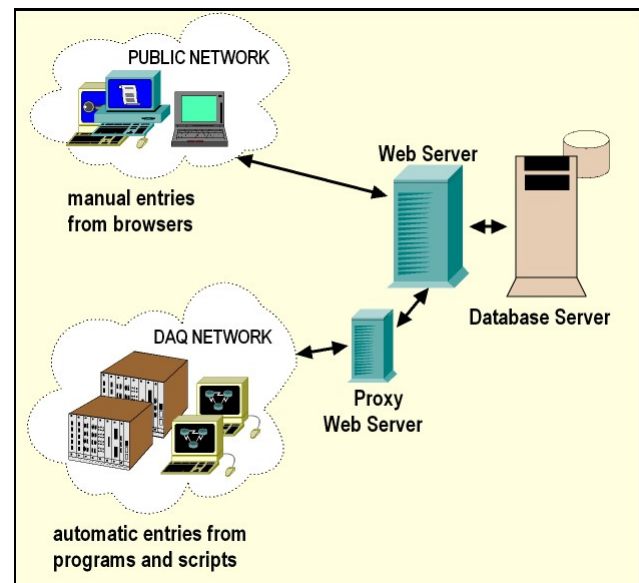 PUBLIC NETWORK
manual entries
from browsers
Web Server
Database Server
DAQ NETWORK
Proxy
Web Server
automatic entries from
programs and scripts